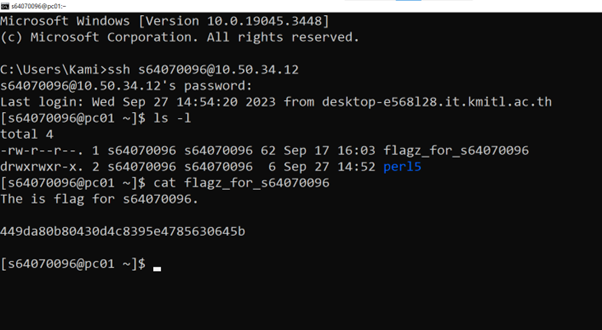 s64070096@pc01:~
Microsoft Windows [Version 10.0.19045.3448]
(c) Microsoft Corporation. All rights reserved.
C:\Users\Kami>ssh s64070096@10.50.34.12
s64070096@10.50.34.12's password:
Last login: Wed Sep 27 14:54:20 2023 from desktop-e568l28.it.kmitl.ac.th
[s64070096@pc01 ~]$ ls -l
total 4
-rw-r--r--. 1 s64070096 s64070096 62 Sep 17 16:03 flagz_for_s64070096
drwxrwxr-x. 2 s64070096 s64070096  6 Sep 27 14:52 perl5
[s64070096@pc01 ~]$ cat flagz_for_s64070096
The is flag for s64070096.
449da80b80430d4c8395e4785630645b
[s64070096@pc01 ~]$